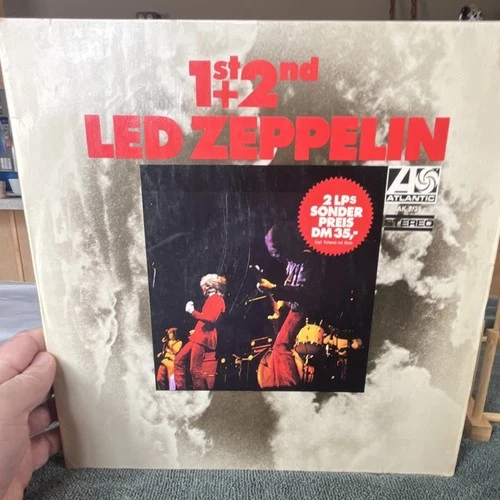 1st+2nd
LED ZEPPELIN
2 LPs
SONDER
PREIS
DM 35,-
ATLANTIC
STEREO